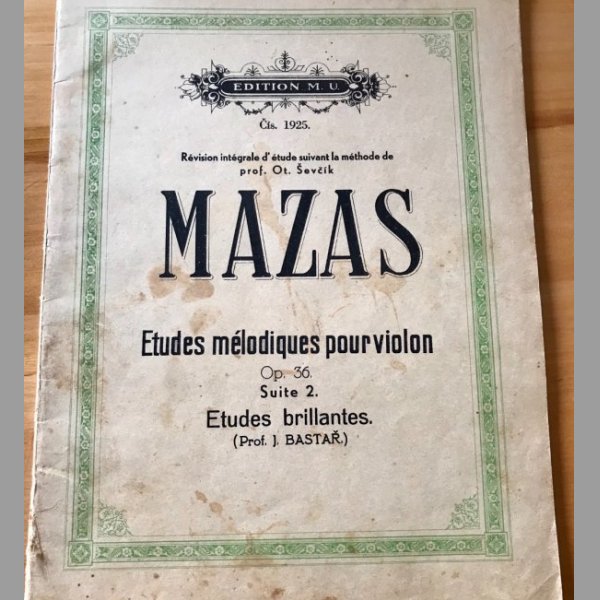 EDITION M. U.
Čís. 1925.
Révision intégrale d'étude suivant la méthode de
prof. Ot. Ševčík
MAZAS
Etudes mélodiques pour violon
Op. 36.
Suite 2.
Etudes brillantes.
(Prof. J. BASTAŘ.)